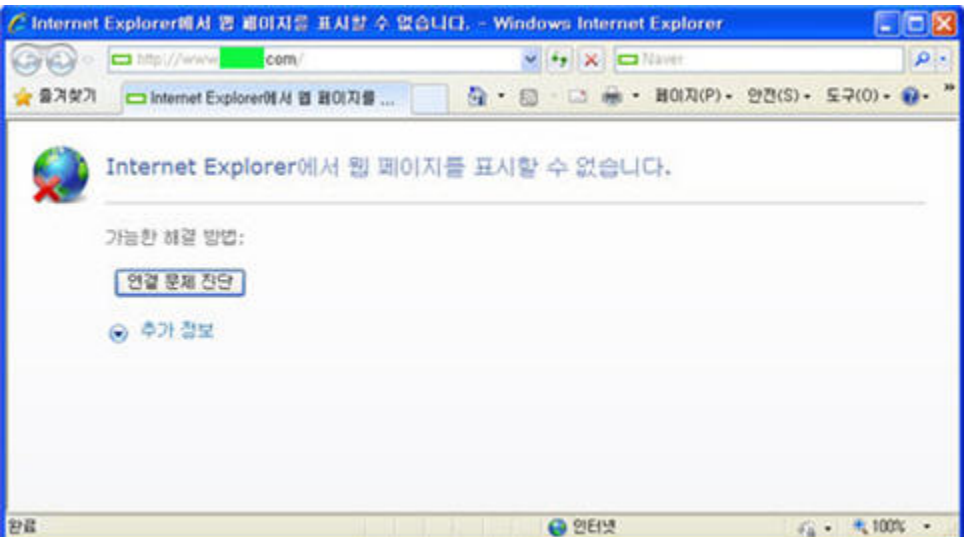 Internet Explorer에서 웹 페이지를 표시할 수 없습니다. - Windows Internet Explorer
http://www. com/
Naver
즐겨찾기
Internet Explorer에서 웹 페이지를 ...
페이지(P)
안전(S)
도구(O)
Internet Explorer에서 웹 페이지를 표시할 수 없습니다.
가능한 해결 방법:
연결 문제 진단
추가 정보
완료
인터넷
100%